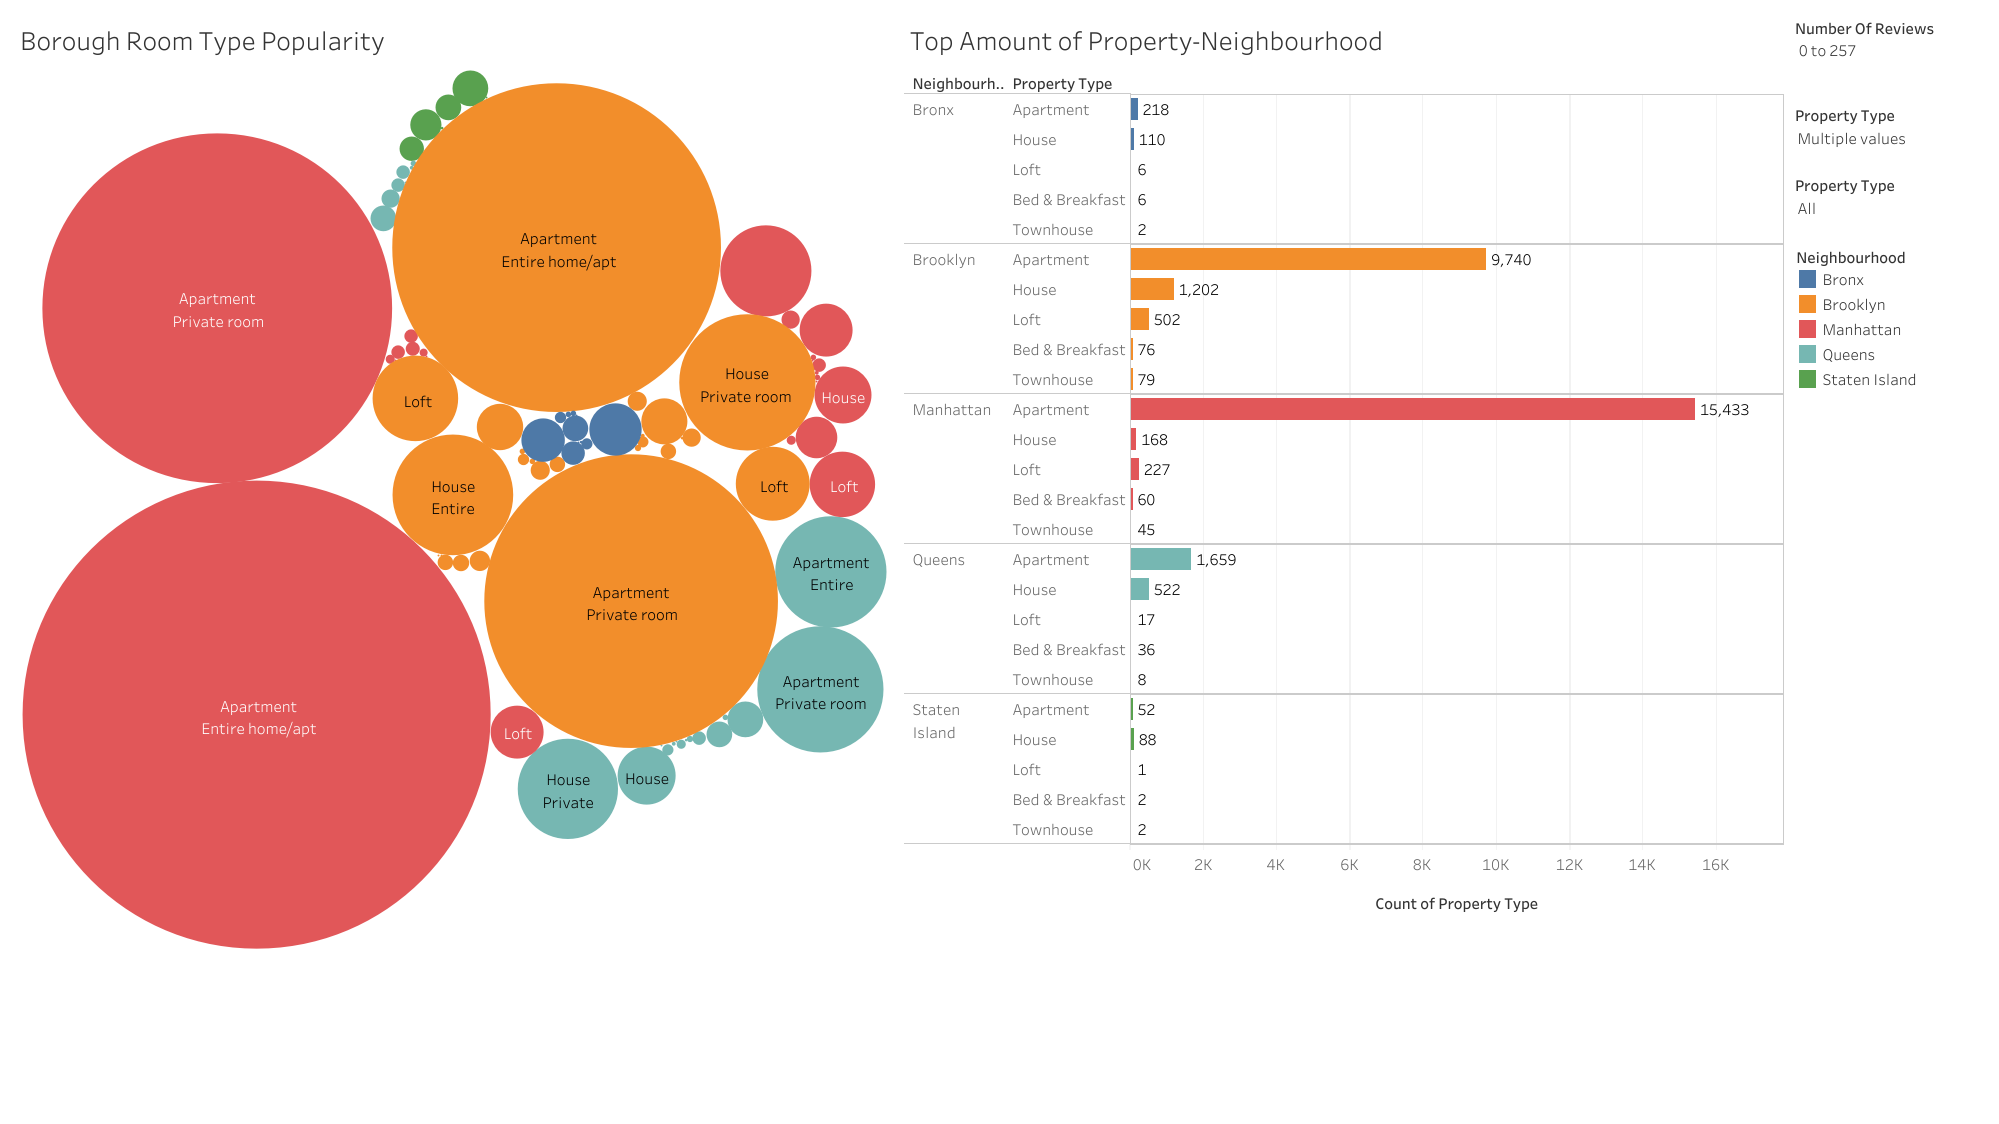 Borough Room Type Popularity
Apartment
Private room
Apartment
Entire home/apt
House
Private room
House
Loft
House
Entire
Loft
Loft
Apartment
Entire
Apartment
Private room
Apartment
Private room
Apartment
Entire home/apt
Loft
House
Private
House
Top Amount of Property-Neighbourhood
Neighbourh.. Property Type
Bronx Apartment 218
House 110
Loft 6
Bed & Breakfast 6
Townhouse 2
Brooklyn Apartment 9,740
House 1,202
Loft 502
Bed & Breakfast 76
Townhouse 79
Manhattan Apartment 15,433
House 168
Loft 227
Bed & Breakfast 60
Townhouse 45
Queens Apartment 1,659
House 522
Loft 17
Bed & Breakfast 36
Townhouse 8
Staten
Island
Apartment 52
House 88
Loft 1
Bed & Breakfast 2
Townhouse 2
0K 2K 4K 6K 8K 10K 12K 14K 16K
Count of Property Type
Number Of Reviews
0 to 257
Property Type
Multiple values
Property Type
All
Neighbourhood
Bronx
Brooklyn
Manhattan
Queens
Staten Island